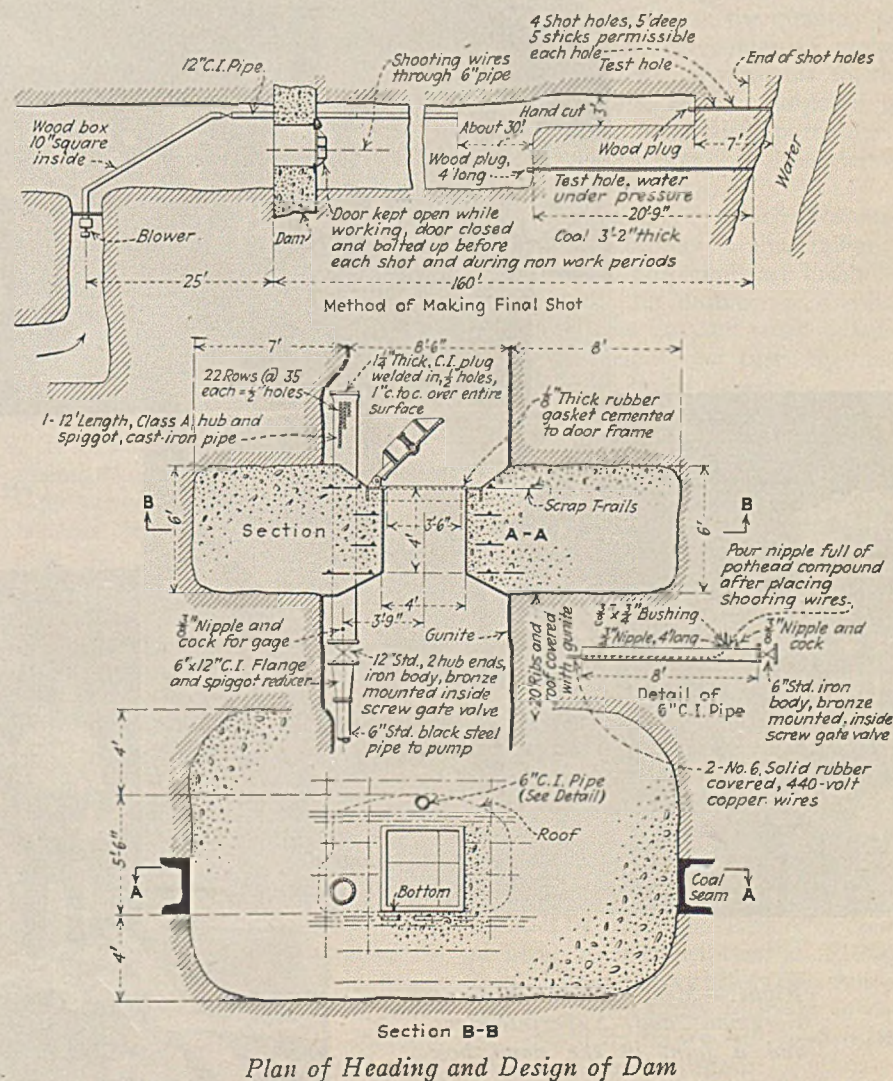 4 Shot holes, 5' deep
5 sticks permissible
each hole
Test hole
End of shot holes
12" C.I. Pipe
Shooting wires
through 6" pipe
Wood box
10" square
inside
Hand cut
3'
About 30'
Wood plug
7'
Water
Wood plug,
4' long
Test hole, water
under pressure
20'9"
Coal 3'-2" thick
Blower
Dam
Door kept open while
working, door closed
and bolted up before
each shot and during non work periods
25'
160'
Method of Making Final Shot
7'
8'-6"
8'
22 Rows @ 35
each = ½" holes
1¼" Thick, C.I. plug
welded in, ½ holes,
1" c. to c. over entire
surface
⅛" Thick rubber
gasket cemented
to door frame
1-12' Length, Class A, hub and
spiggot, cast-iron pipe
B
6'
Section
A-A
3'-6"
4'
Scrap T-rails
6'
B
4'
3'9"
Gunite
Nipple and
cock for gage
6"x12" C.I. Flange
and spiggot reducer
12" Std., 2 hub ends,
iron body, bronze
mounted inside
screw gate valve
6" Std. black steel
pipe to pump
<20' Ribs and
roof covered
with gunite
Pour nipple full of
pothead compound
after placing
shooting wires
Bushing
¾" Nipple, 4" long
Nipple and
cock
8'
Detail of
6" C.I. Pipe
6" Std. iron
body, bronze
mounted, inside
screw gate valve
2-No. 6, Solid rubber
covered, 440-volt
copper wires
4'
5'6"
4'
6" C.I. Pipe
(See Detail)
Roof
Bottom
A
Coal
seam
A
Section B-B
Plan of Heading and Design of Dam